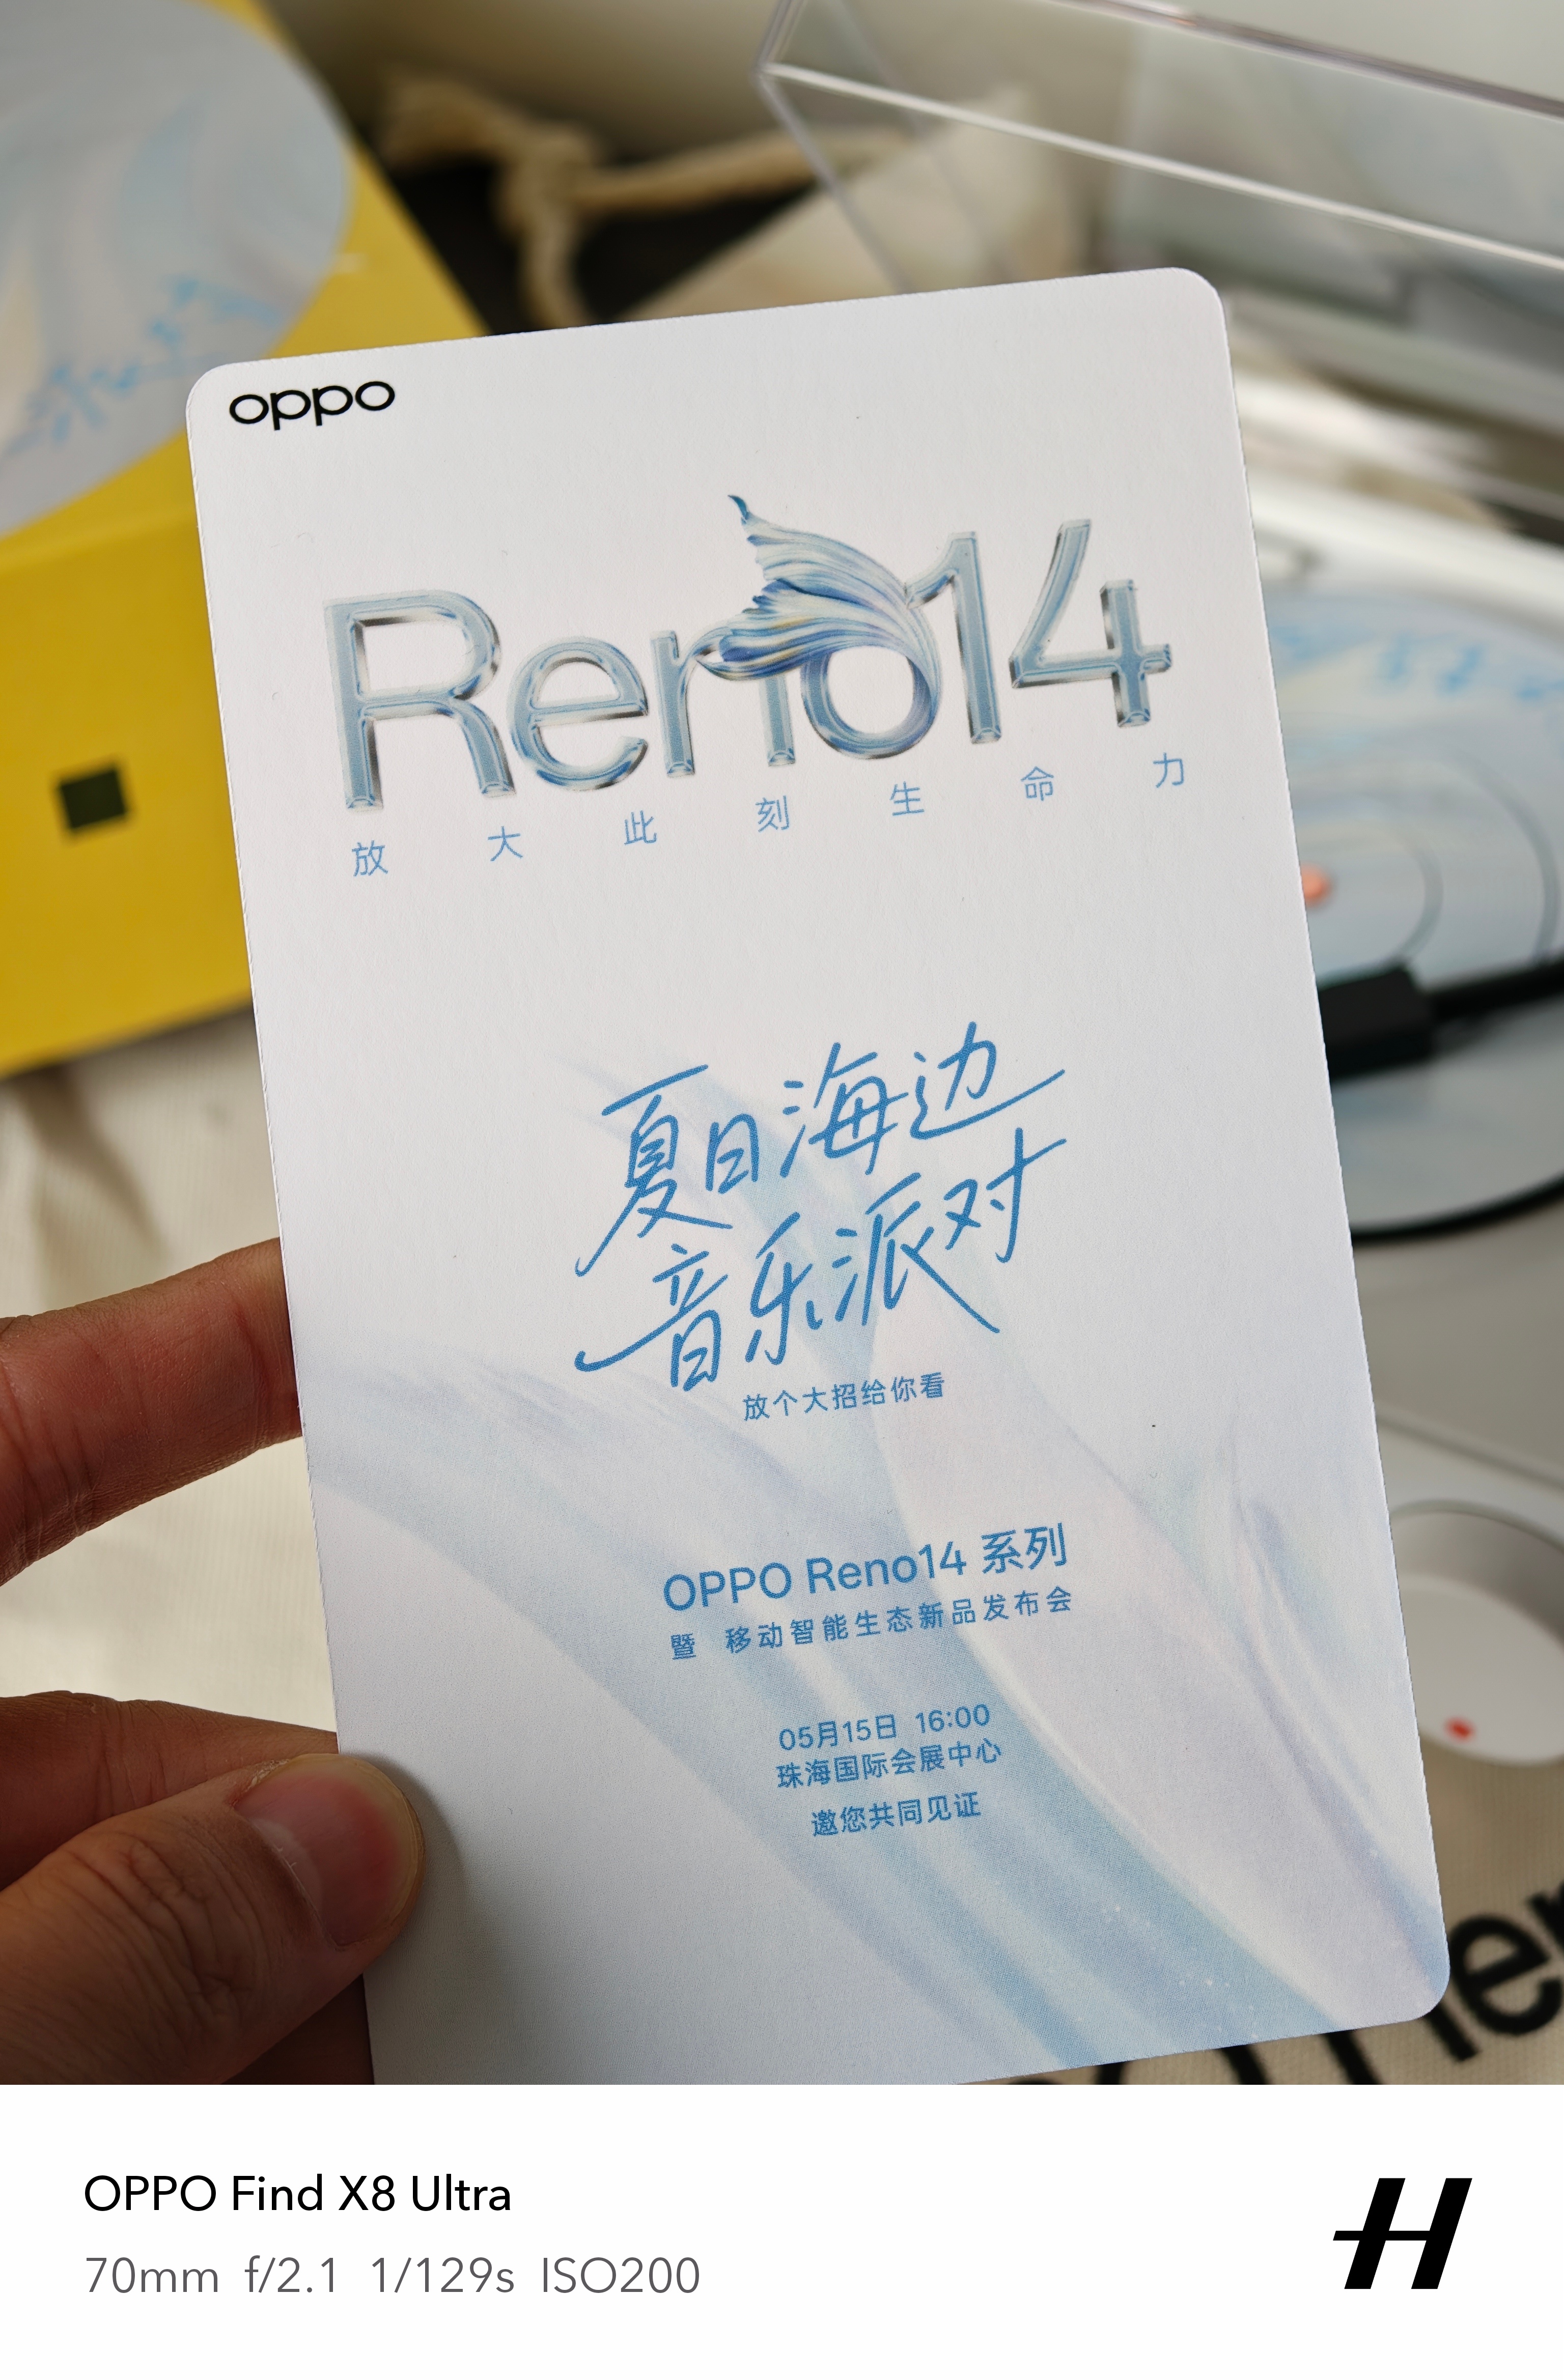 oppo
Reno14
放大此刻生命力
夏日海边
音乐派对
放个大招给你看
OPPO Reno14 系列
暨 移动智能生态新品发布会
05月15日 16:00
珠海国际会展中心
邀您共同见证
OPPO Find X8 Ultra
70mm f/2.1 1/129s ISO200
H